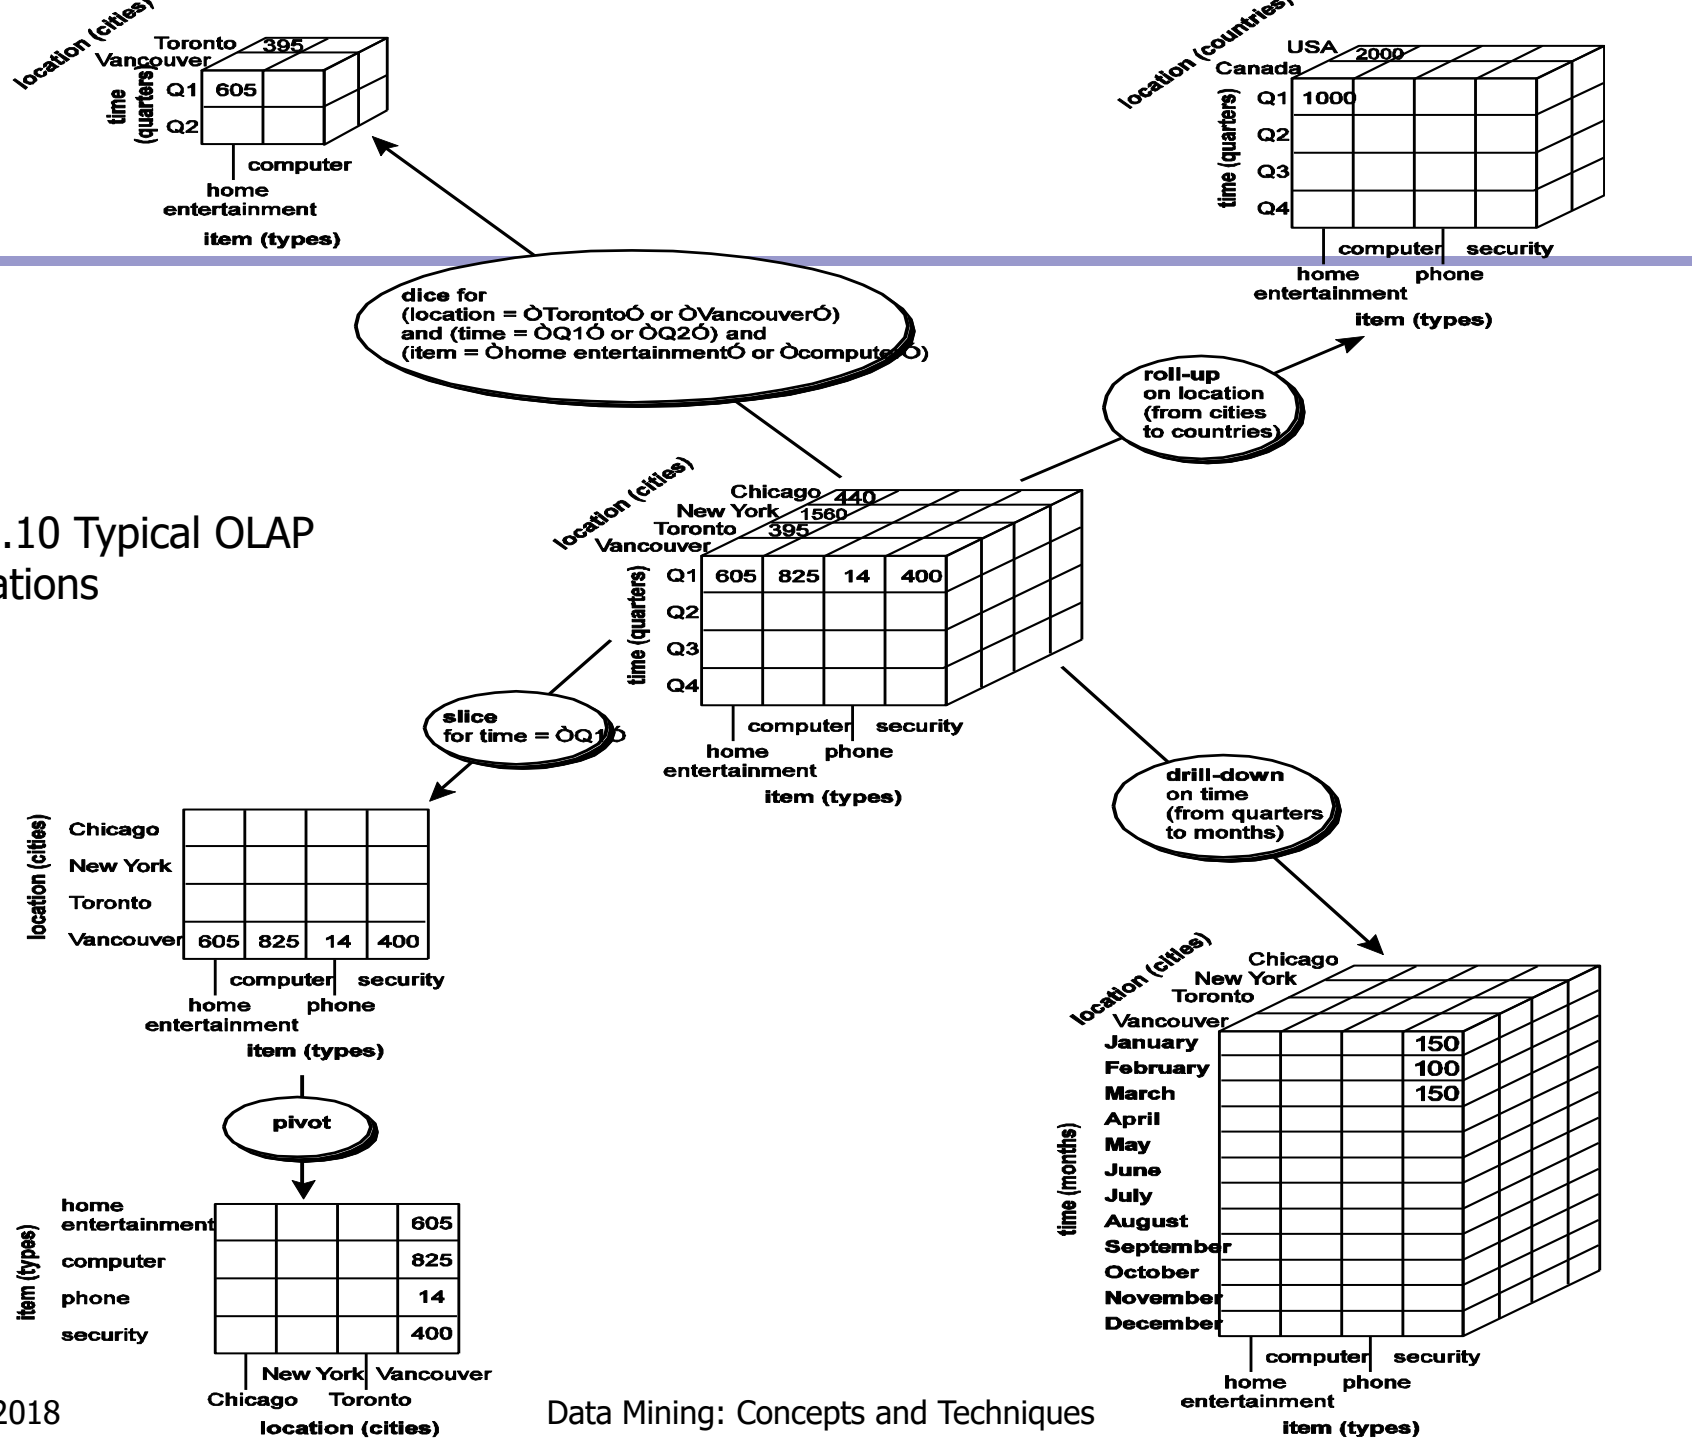 location (cities)
Toronto 395
Vancouver
time (quarters)
Q1 605
Q2
computer
home
entertainment
item (types)
location (countries)
USA 2000
Canada
time (quarters)
Q1 1000
Q2
Q3
Q4
computer security
home phone
entertainment
item (types)
dice for
(location = ÒTorontoÓ or ÒVancouverÓ)
and (time = ÒQ1Ó or ÒQ2Ó) and
(item = Òhome entertainmentÓ or ÒcomputerÓ)
roll-up
on location
(from cities
to countries)
.10 Typical OLAP
ations
location (cities)
Chicago 440
New York 1560
Toronto 395
Vancouver
time (quarters)
Q1 605 825 14 400
Q2
Q3
Q4
computer security
home phone
entertainment
item (types)
slice
for time = ÒQ1Ó
drill-down
on time
(from quarters
to months)
location (cities)
Chicago
New York
Toronto
Vancouver 605 825 14 400
computer security
home phone
entertainment
item (types)
pivot
item (types)
home
entertainment 605
computer 825
phone 14
security 400
New York Vancouver
Chicago Toronto
location (cities)
location (cities)
Chicago
New York
Toronto
Vancouver
time (months)
January 150
February 100
March 150
April
May
June
July
August
September
October
November
December
computer security
home phone
entertainment
item (types)
2018
Data Mining: Concepts and Techniques